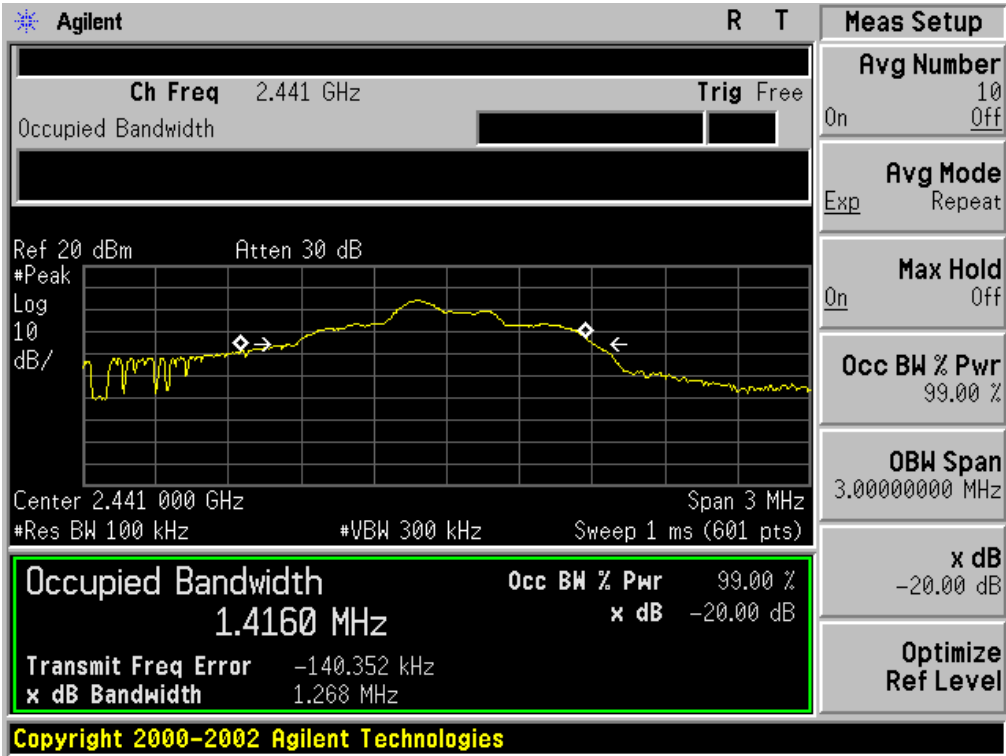 Agilent R T
Ch Freq 2.441 GHz Trig Free
Occupied Bandwidth
Ref 20 dBm Atten 30 dB
#Peak
Log
10
dB/
Center 2.441 000 GHz Span 3 MHz
#Res BW 100 kHz #VBW 300 kHz Sweep 1 ms (601 pts)
Occupied Bandwidth Occ BW % Pwr 99.00 %
1.4160 MHz x dB -20.00 dB
Transmit Freq Error -140.352 kHz
x dB Bandwidth 1.268 MHz
Copyright 2000-2002 Agilent Technologies
Meas Setup
Avg Number
10
On Off
Avg Mode
Exp Repeat
Max Hold
On Off
Occ BW % Pwr
99.00 %
OBW Span
3.00000000 MHz
x dB
-20.00 dB
Optimize
Ref Level